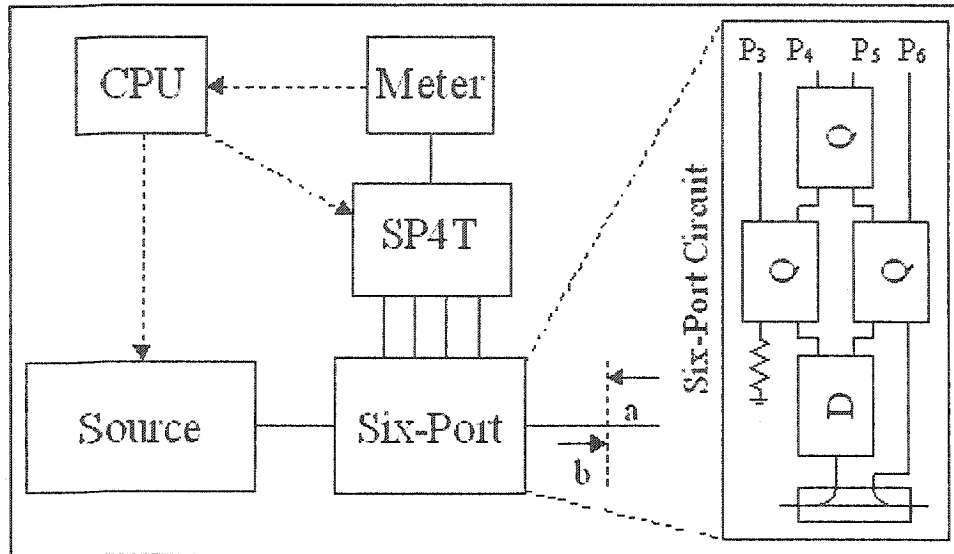 CPU
Meter
SP4T
Source
Six-Port
a
b
Six-Port Circuit
P₃ P₄ P₅ P₆
Q
Q
Q
D